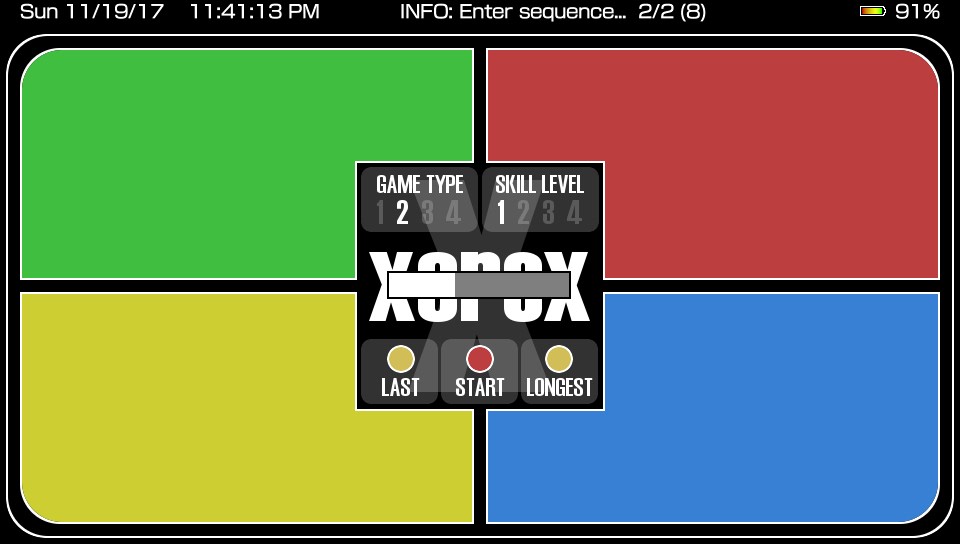 Sun 11/19/17 11:41:13 PM INFO: Enter sequence... 2/2 (8) 91%
GAME TYPE SKILL LEVEL
1 2 3 4 1 2 3 4
xerox
LAST START LONGEST